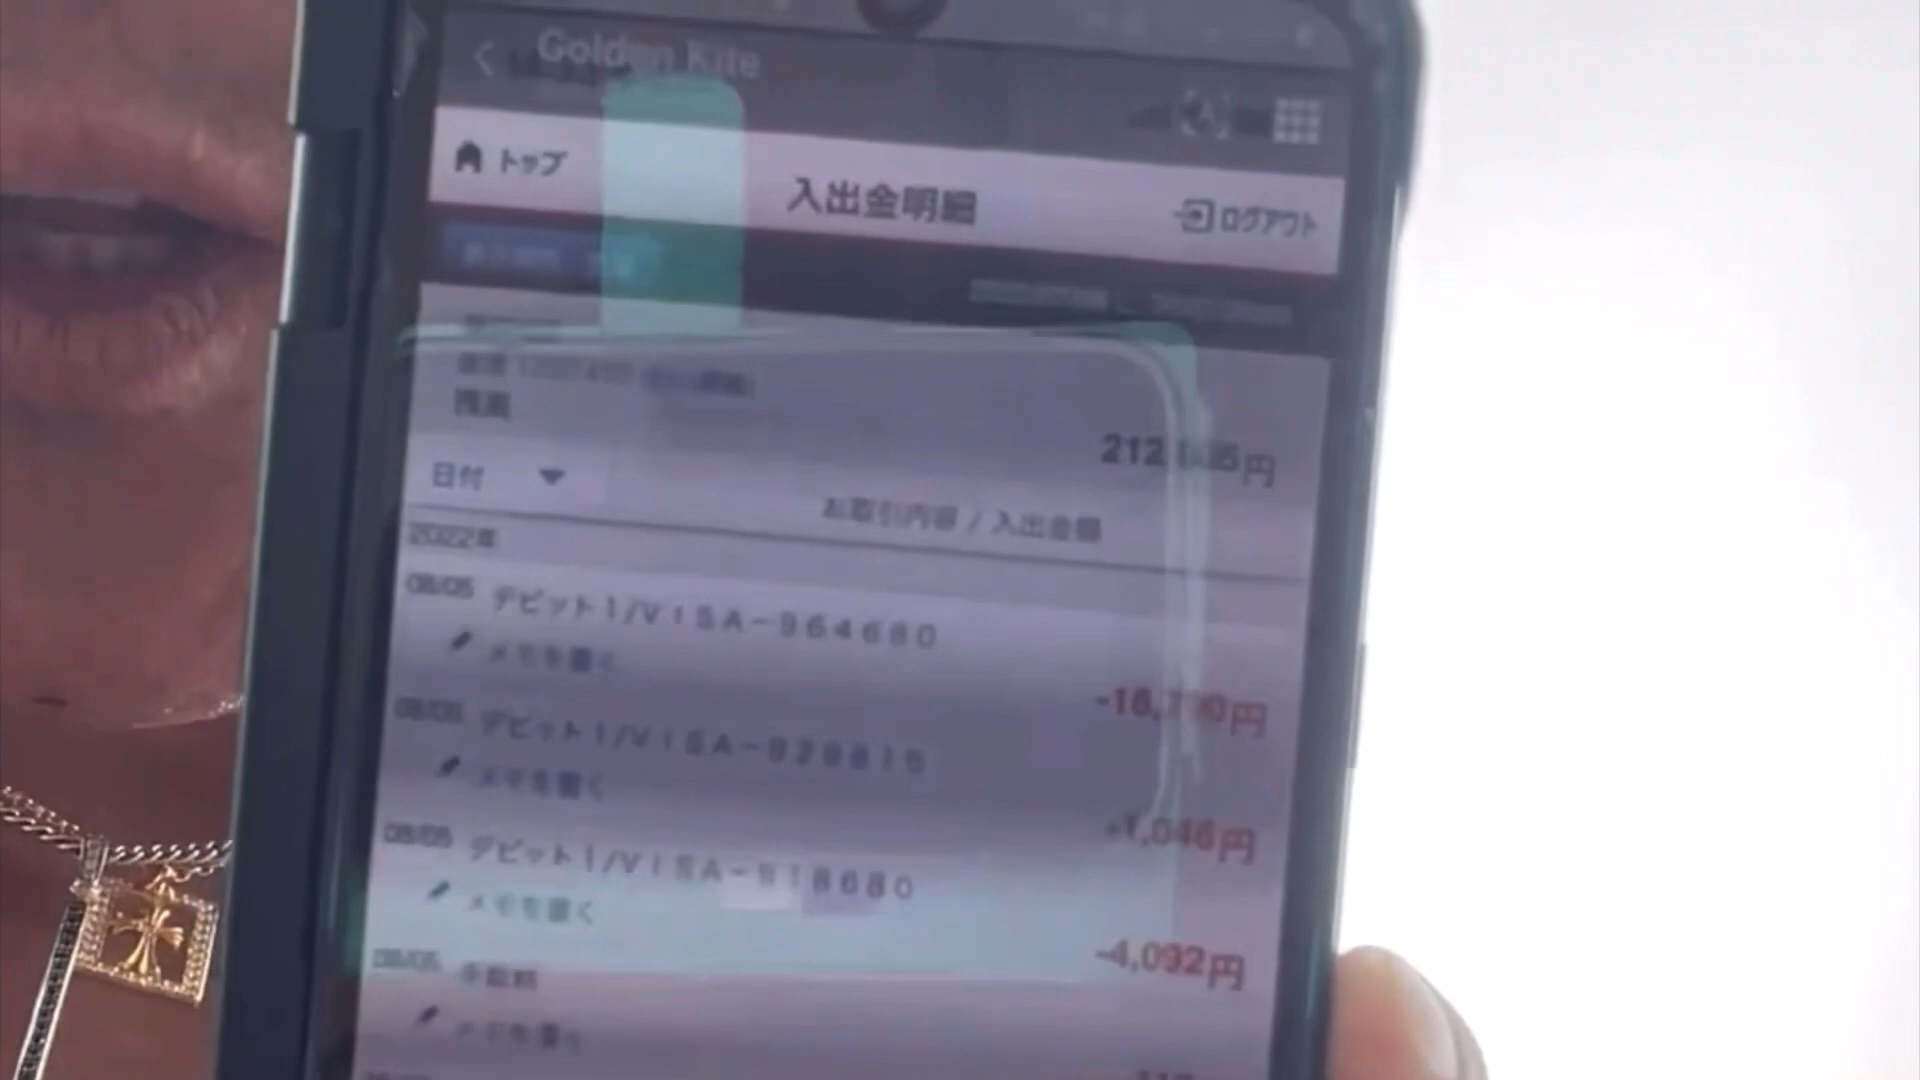 Golden Kite
トップ
入出金明細
ログアウト
残高
日付
お取引内容 / 入出金額
2022年
08/05 デビット1/VISA-964680
メモを書く
08/05 デビット1/VISA-929815
メモを書く
-1,046円
08/05 デビット1/VISA-918680
メモを書く
-4,092円
08/05 手数料
メモを書く